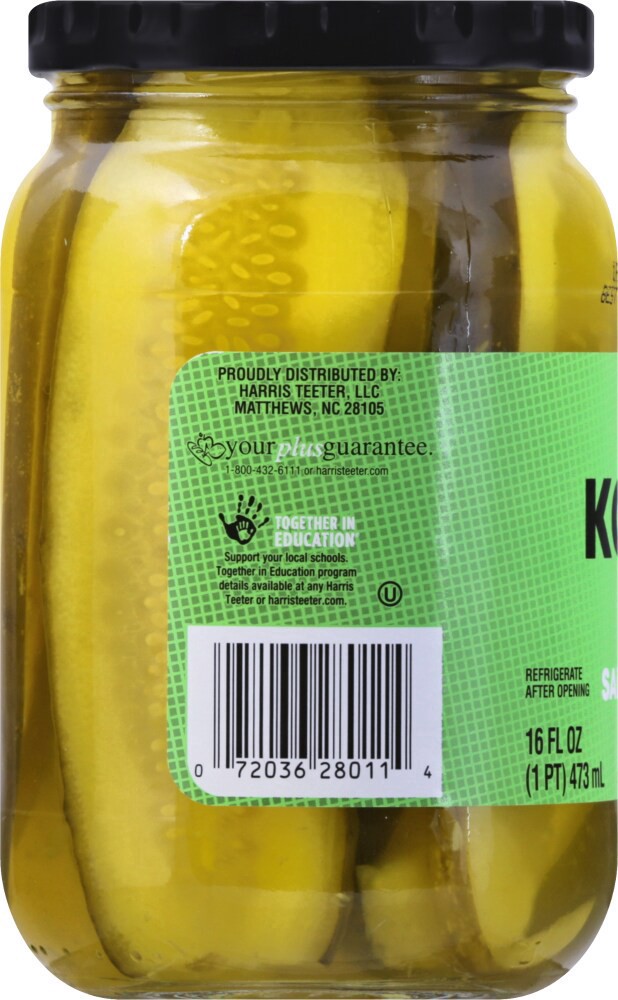 PROUDLY DISTRIBUTED BY:
HARRIS TEETER, LLC
MATTHEWS, NC 28105
yourplusguarantee.
1-800-432-6111 or harristeeter.com
TOGETHER IN
EDUCATION
Support your local schools.
Together in Education program
details available at any Harris
Teeter or harristeeter.com.
U
0 72036 28011 4
REFRIGERATE
AFTER OPENING
16 FL OZ
(1 PT) 473 mL